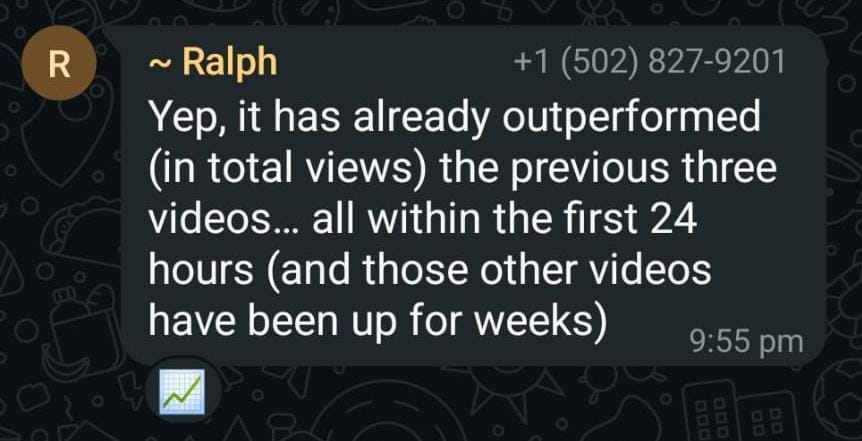 R
~ Ralph +1 (502) 827-9201
Yep, it has already outperformed
(in total views) the previous three
videos... all within the first 24
hours (and those other videos
have been up for weeks)
9:55 pm